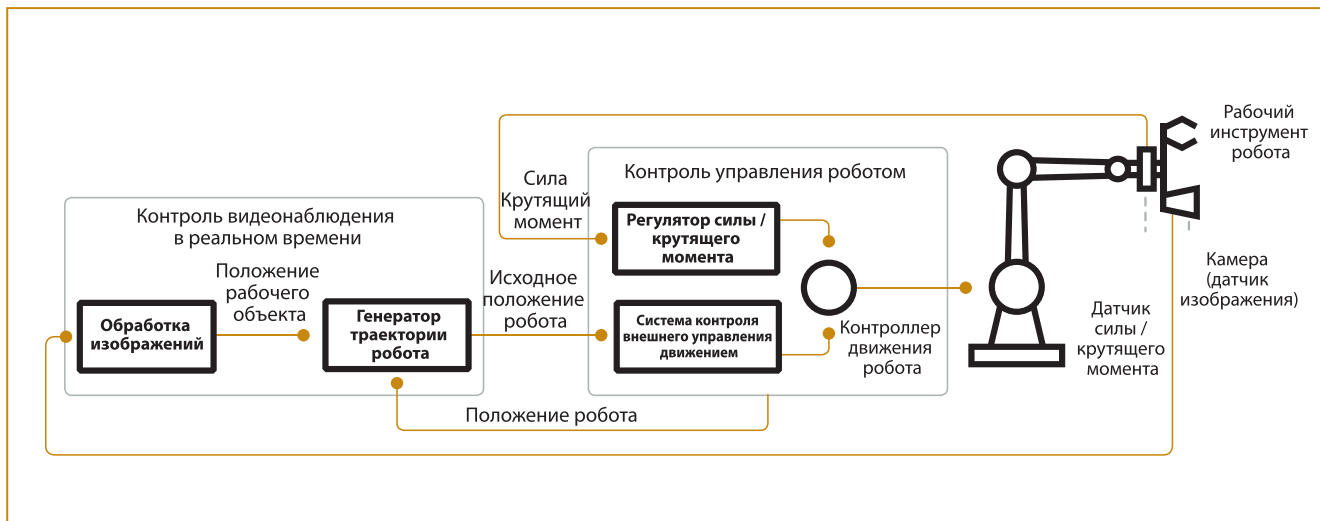 Рабочий
инструмент
робота
Контроль управления роботом
Сила
Крутящий
момент
Контроль видеонаблюдения
в реальном времени
Регулятор силы /
крутящего
момента
Положение
рабочего
объекта
Исходное
положение
робота
Камера
(датчик
изображения)
Обработка
изображений
Генератор
траектории
робота
Система контроля
внешнего управления
движением
Контроллер
движения
робота
Датчик
силы /
крутящего
момента
Положение робота